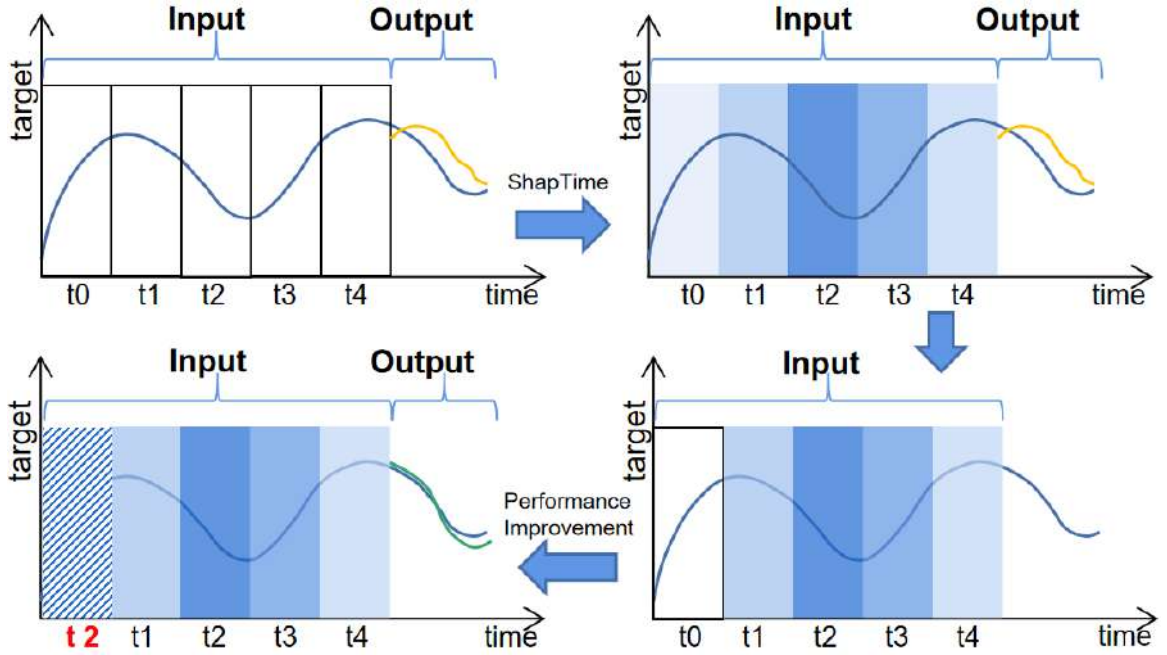 Input Output
target
t0 t1 t2 t3 t4 time
ShapTime
Input Output
target
t0 t1 t2 t3 t4 time
Input Output
target
t 2 t1 t2 t3 t4 time
Performance
Improvement
Input
target
t0 t1 t2 t3 t4 time